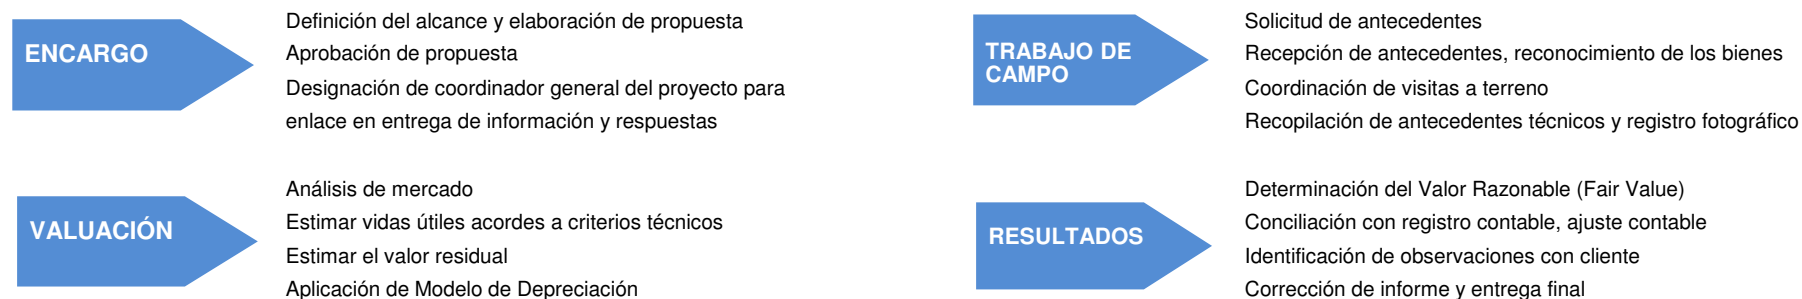 ENCARGO
Definición del alcance y elaboración de propuesta
Aprobación de propuesta
Designación de coordinador general del proyecto para
enlace en entrega de información y respuestas
TRABAJO DE
CAMPO
Solicitud de antecedentes
Recepción de antecedentes, reconocimiento de los bienes
Coordinación de visitas a terreno
Recopilación de antecedentes técnicos y registro fotográfico
VALUACIÓN
Análisis de mercado
Estimar vidas útiles acordes a criterios técnicos
Estimar el valor residual
Aplicación de Modelo de Depreciación
RESULTADOS
Determinación del Valor Razonable (Fair Value)
Conciliación con registro contable, ajuste contable
Identificación de observaciones con cliente
Corrección de informe y entrega final